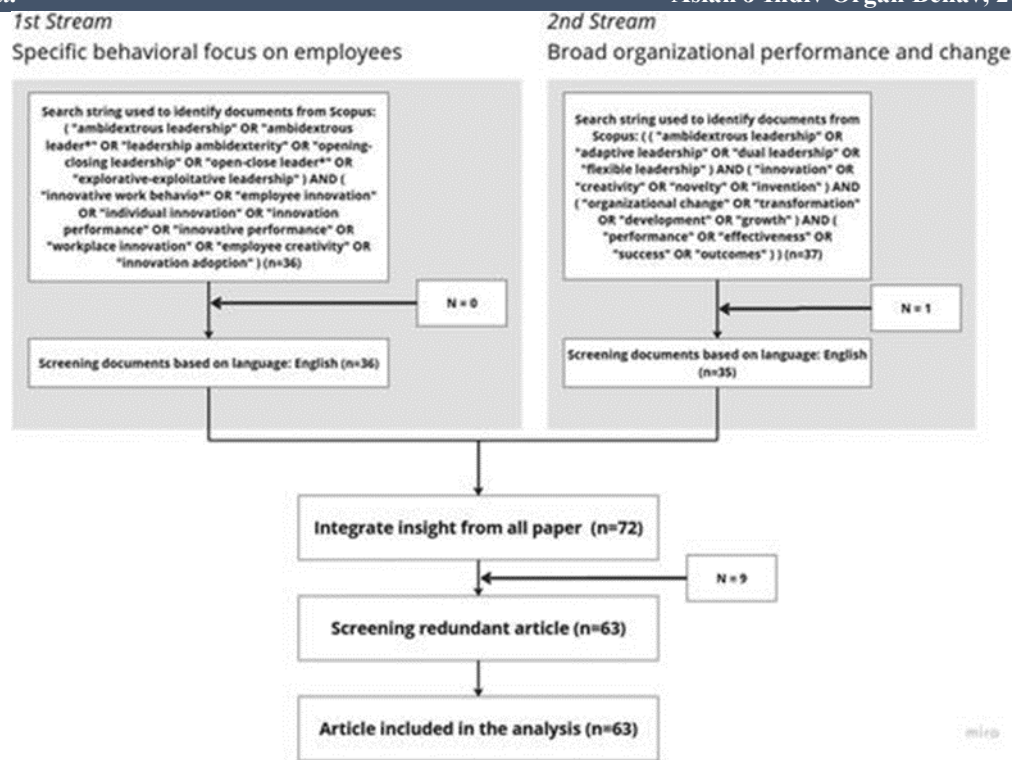 1st Stream
Specific behavioral focus on employees
Search string used to identify documents from Scopus:
( "ambidextrous leadership" OR "ambidextrous
leader*" OR "leadership ambidexterity" OR "opening-
closing leadership" OR "open-close leader*" OR
"explorative-exploitative leadership" ) AND (
"innovative work behavio*" OR "employee innovation"
OR "individual innovation" OR "innovation
performance" OR "innovative performance" OR
"workplace innovation" OR "employee creativity" OR
"innovation adoption" ) (n=36)
N = 0
Screening documents based on language: English (n=36)
2nd Stream
Broad organizational performance and change
Search string used to identify documents from
Scopus: ( ( "ambidextrous leadership" OR
"adaptive leadership" OR "dual leadership" OR
"flexible leadership" ) AND ( "innovation" OR
"creativity" OR "novelty" OR "invention" ) AND
( "organizational change" OR "transformation"
OR "development" OR "growth" ) AND (
"performance" OR "effectiveness" OR
"success" OR "outcomes" ) ) (n=37)
N = 1
Screening documents based on language: English
(n=35)
Integrate insight from all paper (n=72)
N = 9
Screening redundant article (n=63)
Article included in the analysis (n=63)
miro